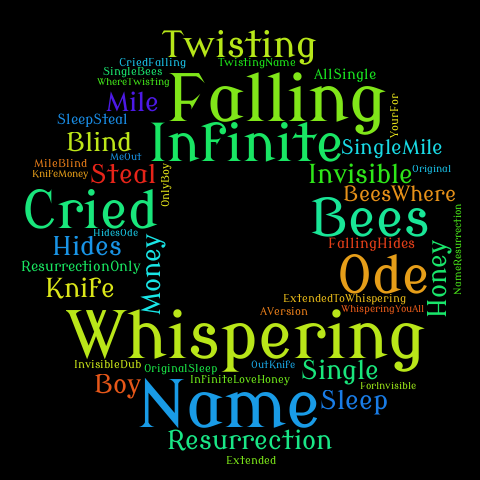 Twisting
CriedFalling
TwistingName
SingleBees
AllSingle
WhereTwisting
Mile
Falling
YourFor
SleepSteal
Blind
Infinite
SingleMile
MeOut
MileBlind
KnifeMoney
Steal
OnlyBoy
Invisible
Original
BeesWhere
Cried
Bees
NameResurrection
HidesOde
Hides
Money
FallingHides
Honey
ResurrectionOnly
Ode
Knife
ExtendedToWhispering
AVersion
WhisperingYouAll
Whispering
InvisibleDub
OriginalSleep
OutKnife
Single
Boy
InfiniteLoveHoney
ForInvisible
Name
Sleep
Resurrection
Extended